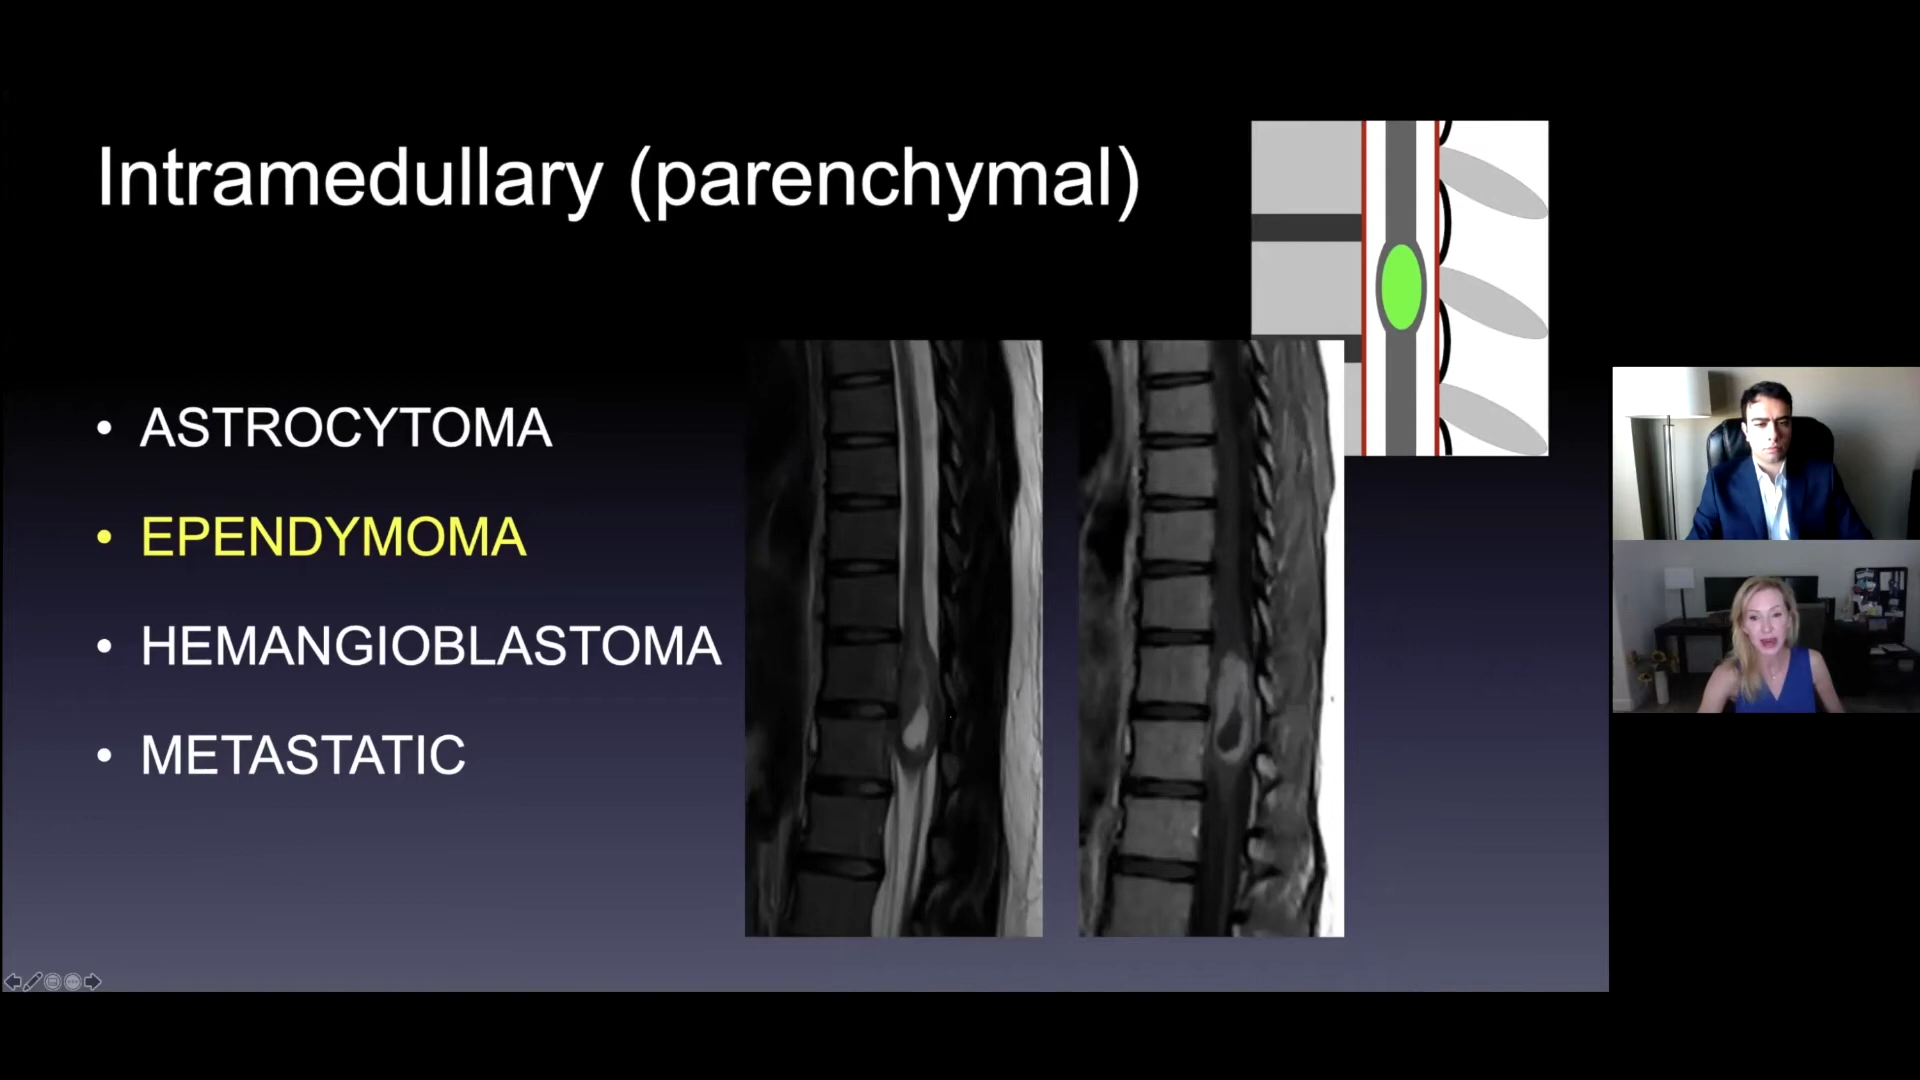 Intramedullary (parenchymal)
• ASTROCYTOMA
• EPENDYMOMA
• HEMANGIOBLASTOMA
• METASTATIC